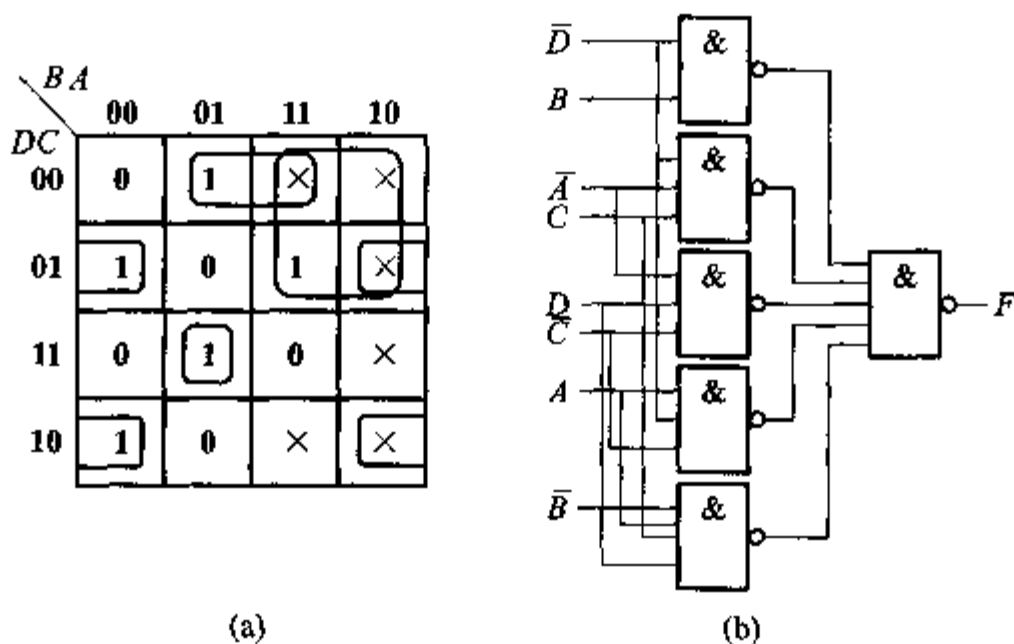 BA
00 01 11 10
DC
00 0 1 × ×
01 1 0 1 ×
11 0 1 0 ×
10 1 0 × ×
(a)
D̅ &
B
&
A̅
C
&
D
C̅
&
F
A &
B̅ &
(b)